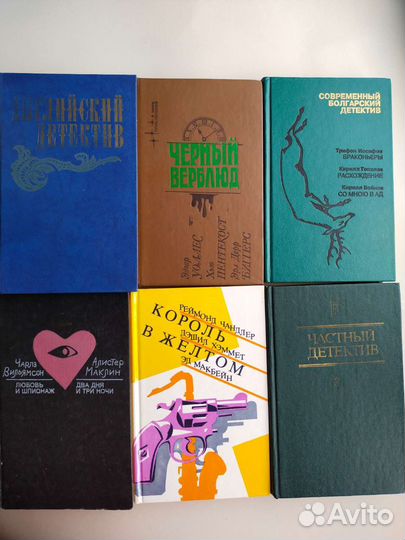 АНГЛИЙСКИЙ
ДЕТЕКТИВ
ЧЕРНЫЙ
ВЕРБЛЮД
Эдгар
УОЛЛЕС
Хью
ПЕНТЕКОСТ
Эрл Дерр
БИГГЕРС
СОВРЕМЕННЫЙ
БОЛГАРСКИЙ
ДЕТЕКТИВ
Трифон Иосифов
БРАКОНЬЕРЫ
Кирилл Топалов
РАСХОЖДЕНИЕ
Кирилл Войнов
СО МНОЮ В АД
Чарлз
Вильямсон
ЛЮБОВЬ
И ШПИОНАЖ
Алистер
Маклин
ДВА ДНЯ
И ТРИ НОЧИ
РЕЙМОНД ЧАНДЛЕР
КОРОЛЬ
ДЭШИЛ ХЭММЕТ
В ЖЕЛТОМ
ЭД МАКБЕЙН
ЧАСТНЫЙ
ДЕТЕКТИВ
Avito